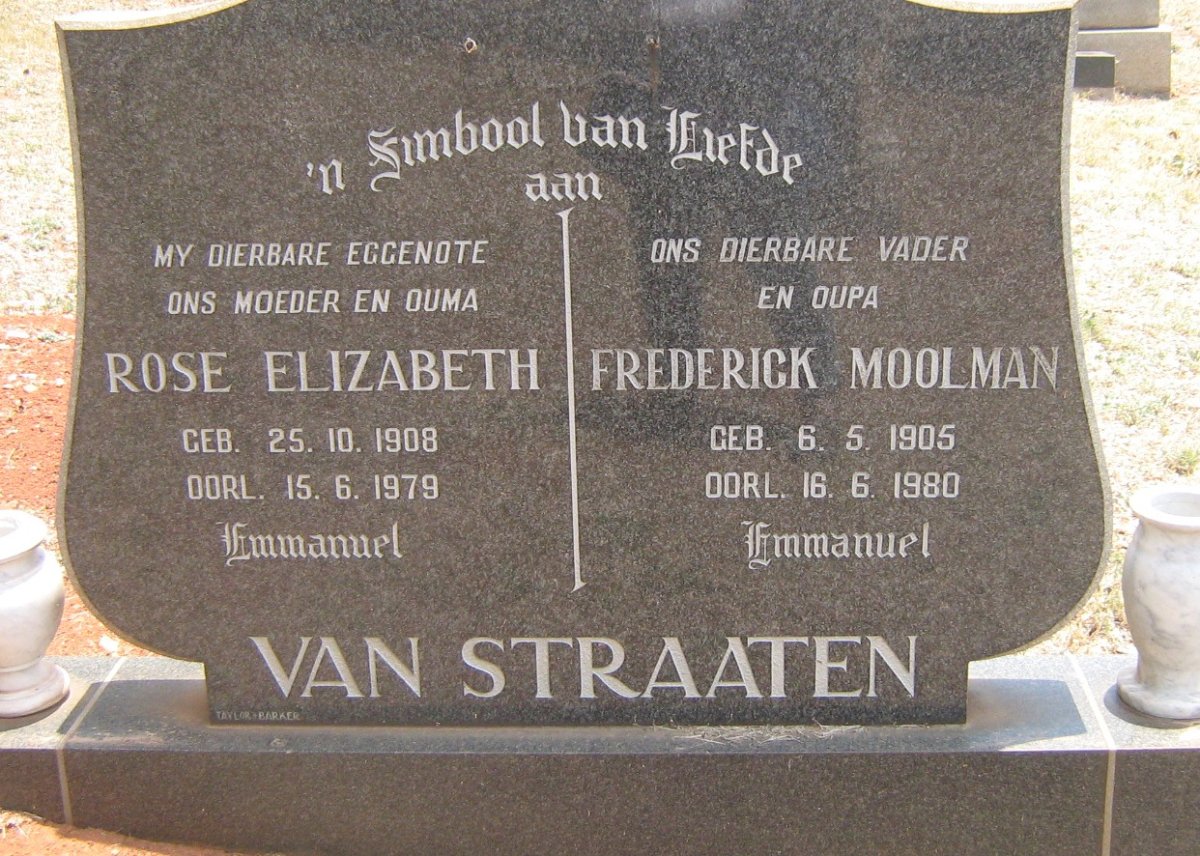 'n Simbool van Liefde
aan
MY DIERBARE EGGENOTE
ONS MOEDER EN OUMA
ROSE ELIZABETH
GEB. 25. 10. 1908
OORL. 15. 6. 1979
Emmanuel
ONS DIERBARE VADER
EN OUPA
FREDERICK MOOLMAN
GEB. 6. 5. 1905
OORL. 16. 6. 1980
Emmanuel
VAN STRAATEN
TAYLOR & BARKER